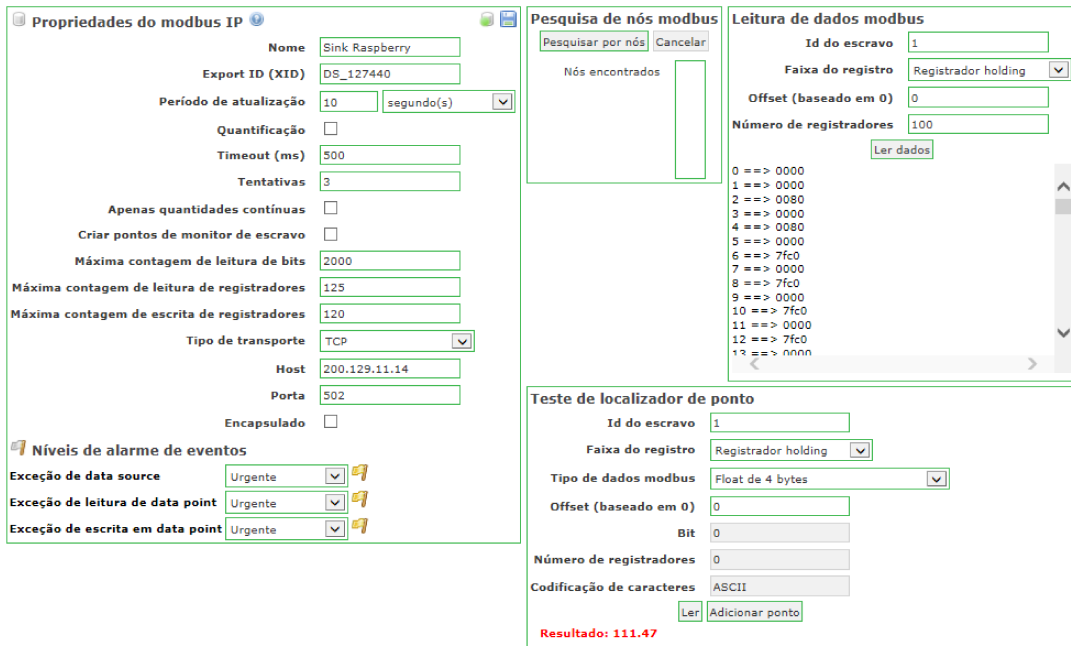 Propriedades do modbus IP
Nome Sink Raspberry
Export ID (XID) DS_127440
Período de atualização 10 segundo(s)
Quantificação
Timeout (ms) 500
Tentativas 3
Apenas quantidades contínuas
Criar pontos de monitor de escravo
Máxima contagem de leitura de bits 2000
Máxima contagem de leitura de registradores 125
Máxima contagem de escrita de registradores 120
Tipo de transporte TCP
Host 200.129.11.14
Porta 502
Encapsulado
Níveis de alarme de eventos
Exceção de data source Urgente
Exceção de leitura de data point Urgente
Exceção de escrita em data point Urgente
Pesquisa de nós modbus
Pesquisar por nós Cancelar
Nós encontrados
Leitura de dados modbus
Id do escravo 1
Faixa do registro Registrador holding
Offset (baseado em 0) 0
Número de registradores 100
Ler dados
0 ==> 0000
1 ==> 0000
2 ==> 0080
3 ==> 0000
4 ==> 0080
5 ==> 0000
6 ==> 7fc0
7 ==> 0000
8 ==> 7fc0
9 ==> 0000
10 ==> 7fc0
11 ==> 0000
12 ==> 7fc0
13 ==> 0000
Teste de localizador de ponto
Id do escravo 1
Faixa do registro Registrador holding
Tipo de dados modbus Float de 4 bytes
Offset (baseado em 0) 0
Bit 0
Número de registradores 0
Codificação de caracteres ASCII
Ler Adicionar ponto
Resultado: 111.47